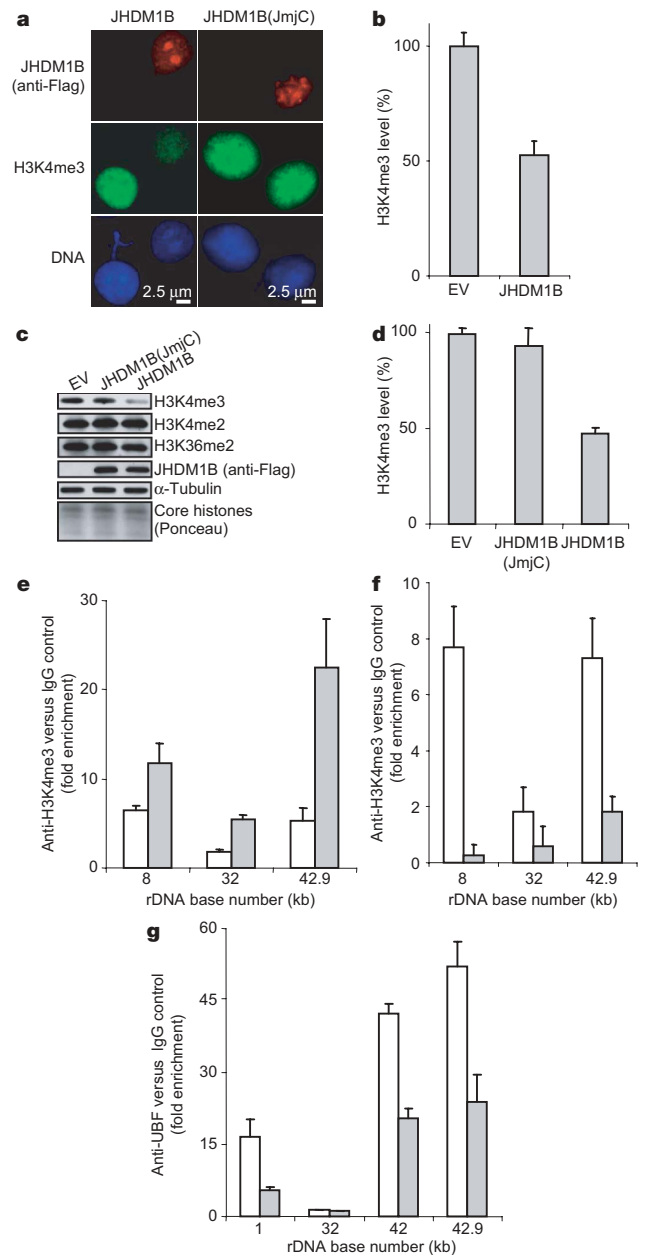 a
JHDM1B JHDM1B(JmjC)
JHDM1B
(anti-Flag)
H3K4me3
DNA
2.5 μm 2.5 μm
b
H3K4me3 level (%)
100
50
0
EV JHDM1B
c
EV JHDM1B(JmjC) JHDM1B
H3K4me3
H3K4me2
H3K36me2
JHDM1B (anti-Flag)
α-Tubulin
Core histones
(Ponceau)
d
H3K4me3 level (%)
100
50
0
EV JHDM1B JHDM1B
(JmjC)
e
Anti-H3K4me3 versus IgG control
(fold enrichment)
30
20
10
0
8 32 42.9
rDNA base number (kb)
f
Anti-H3K4me3 versus IgG control
(fold enrichment)
10
8
6
4
2
0
8 32 42.9
rDNA base number (kb)
g
Anti-UBF versus IgG control
(fold enrichment)
60
45
30
15
0
1 32 42 42.9
rDNA base number (kb)